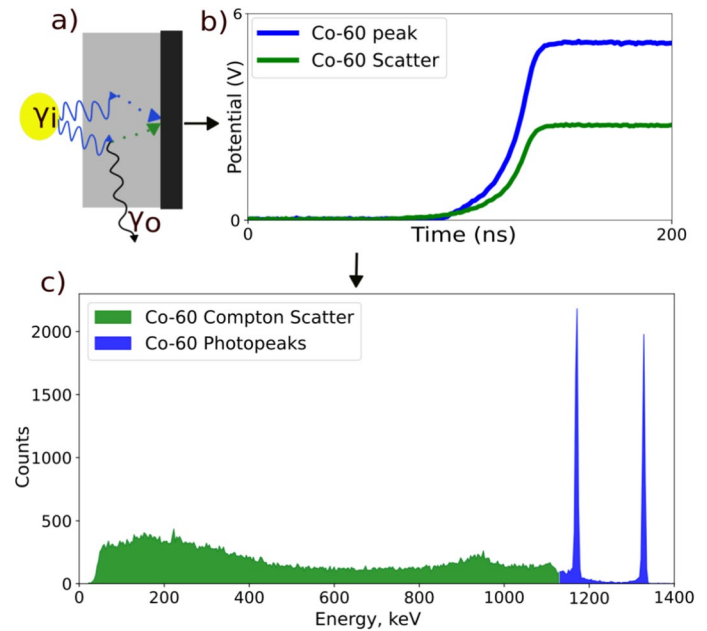 a)
γi
γo
b)
6
Co-60 peak
Co-60 Scatter
Potential (V)
0
0
Time (ns)
200
c)
Co-60 Compton Scatter
Co-60 Photopeaks
2000
1500
1000
500
0
Counts
0 200 400 600 800 1000 1200 1400
Energy, keV